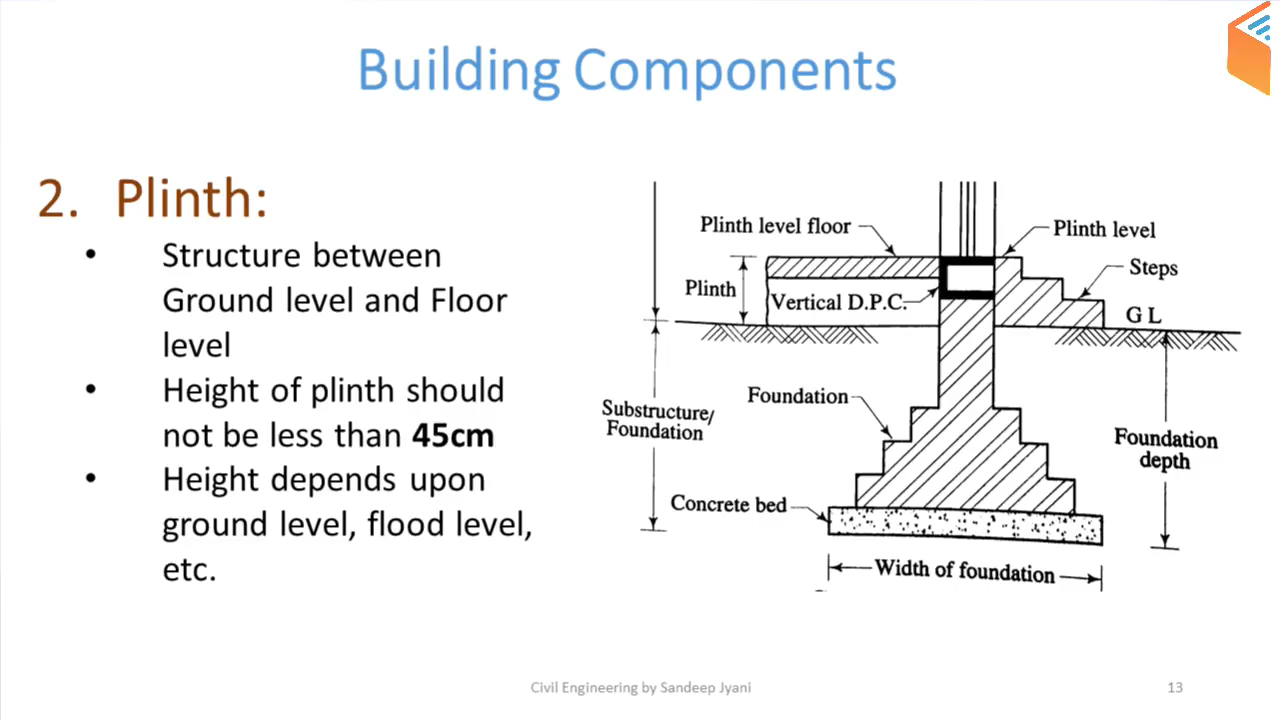 Building Components
2. Plinth:
• Structure between
Ground level and Floor
level
• Height of plinth should
not be less than 45cm
• Height depends upon
ground level, flood level,
etc.
Plinth level floor
Plinth level
Steps
Plinth
Vertical D.P.C.
G L
Foundation
Substructure/
Foundation
Foundation
depth
Concrete bed
Width of foundation
Civil Engineering by Sandeep Jyani
13